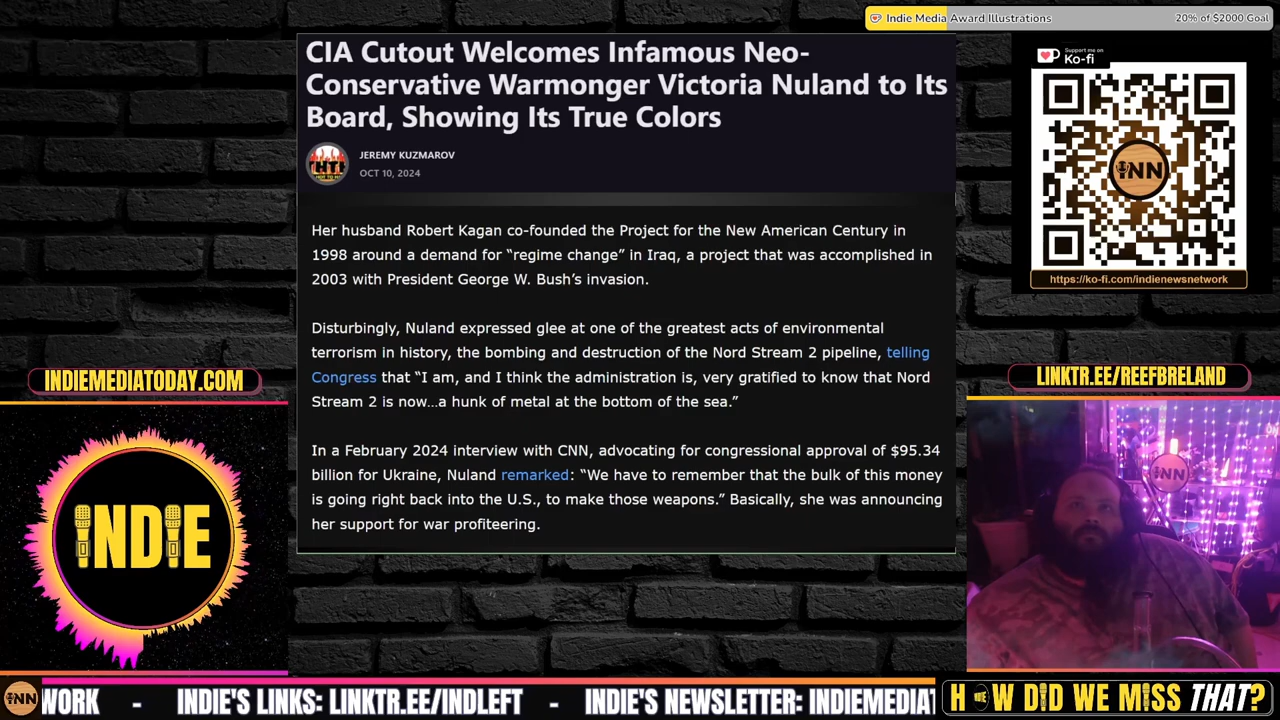 Indie Media Award Illustrations
20% of $2000 Goal
CIA Cutout Welcomes Infamous Neo-
Conservative Warmonger Victoria Nuland to Its
Board, Showing Its True Colors
JEREMY KUZMAROV
OCT 10, 2024
Her husband Robert Kagan co-founded the Project for the New American Century in
1998 around a demand for “regime change” in Iraq, a project that was accomplished in
2003 with President George W. Bush’s invasion.
Disturbingly, Nuland expressed glee at one of the greatest acts of environmental
terrorism in history, the bombing and destruction of the Nord Stream 2 pipeline, telling
Congress that “I am, and I think the administration is, very gratified to know that Nord
Stream 2 is now…a hunk of metal at the bottom of the sea.”
In a February 2024 interview with CNN, advocating for congressional approval of $95.34
billion for Ukraine, Nuland remarked: “We have to remember that the bulk of this money
is going right back into the U.S., to make those weapons.” Basically, she was announcing
her support for war profiteering.
Support me on
Ko-fi
INN
https://ko-fi.com/indienewsnetwork
INDIEMEDIATODAY.COM
LINKTR.EE/REEFBRELAND
INDIE
INN
INN
WORK - INDIE'S LINKS: LINKTR.EE/INDLEFT - INDIE'S NEWSLETTER: INDIEMEDIAT
HOW DID WE MISS THAT?